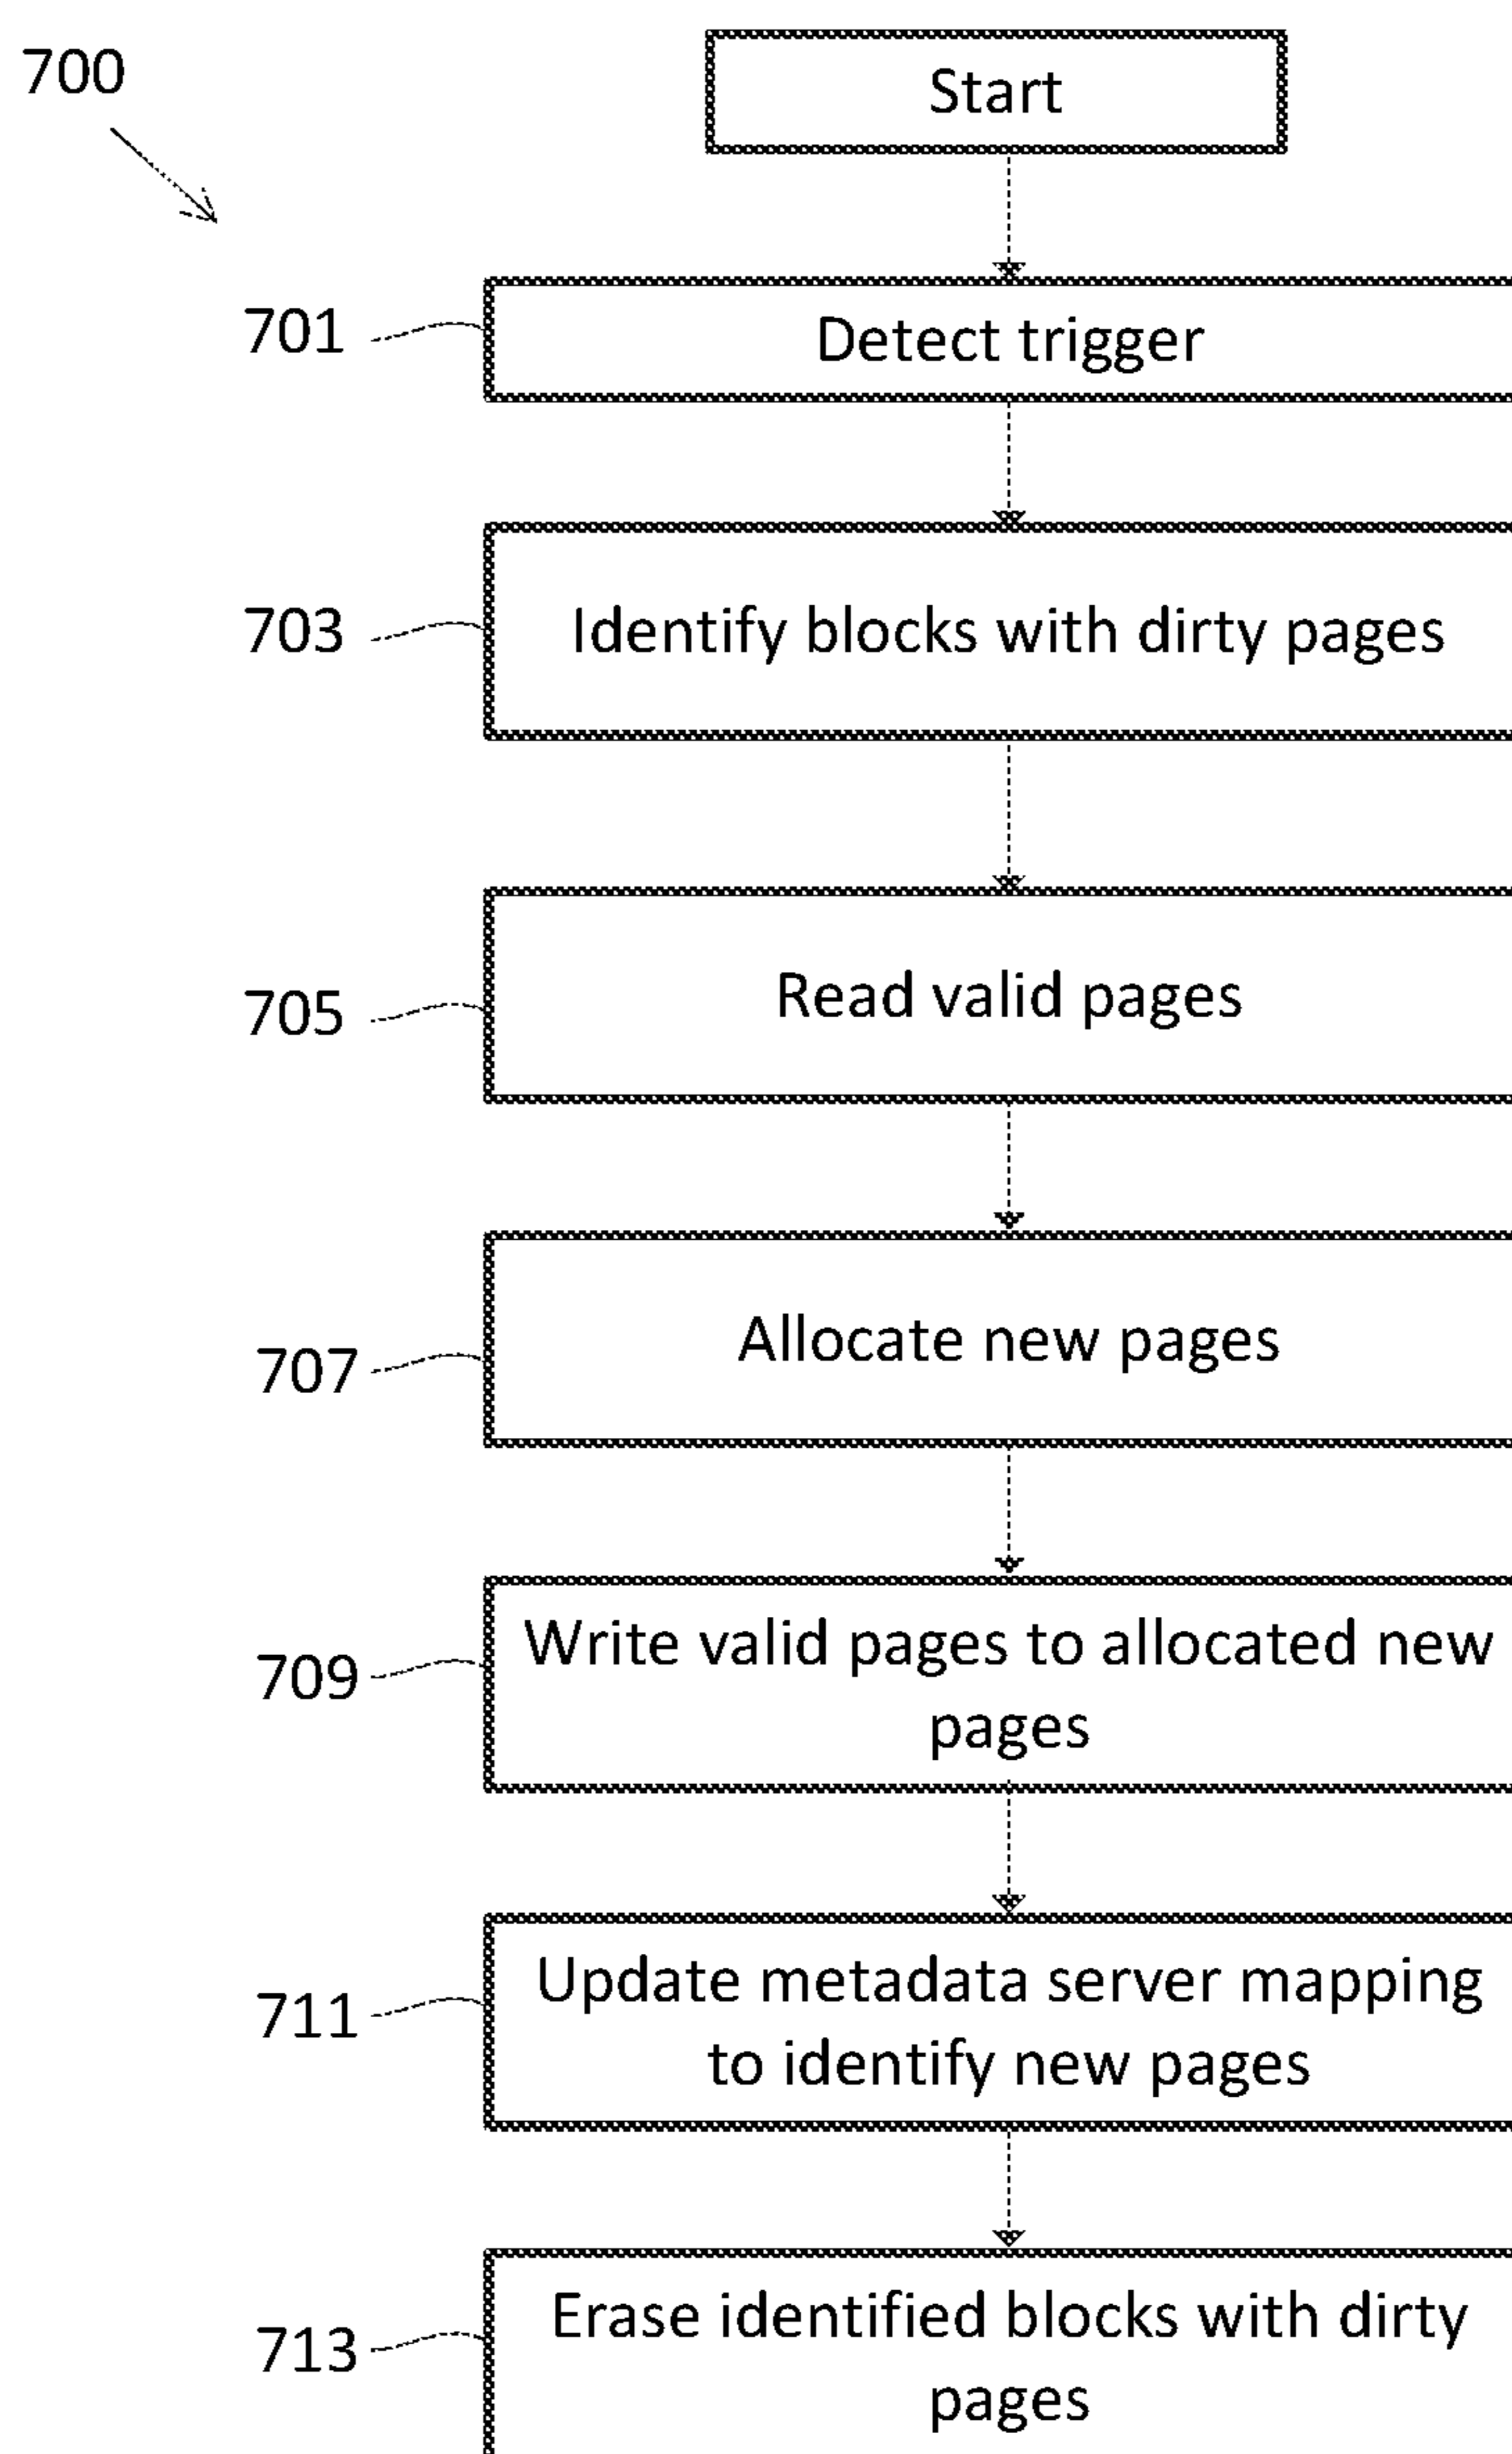 700
Start
701
Detect trigger
703
Identify blocks with dirty pages
705
Read valid pages
707
Allocate new pages
709
Write valid pages to allocated new
pages
711
Update metadata server mapping
to identify new pages
713
Erase identified blocks with dirty
pages